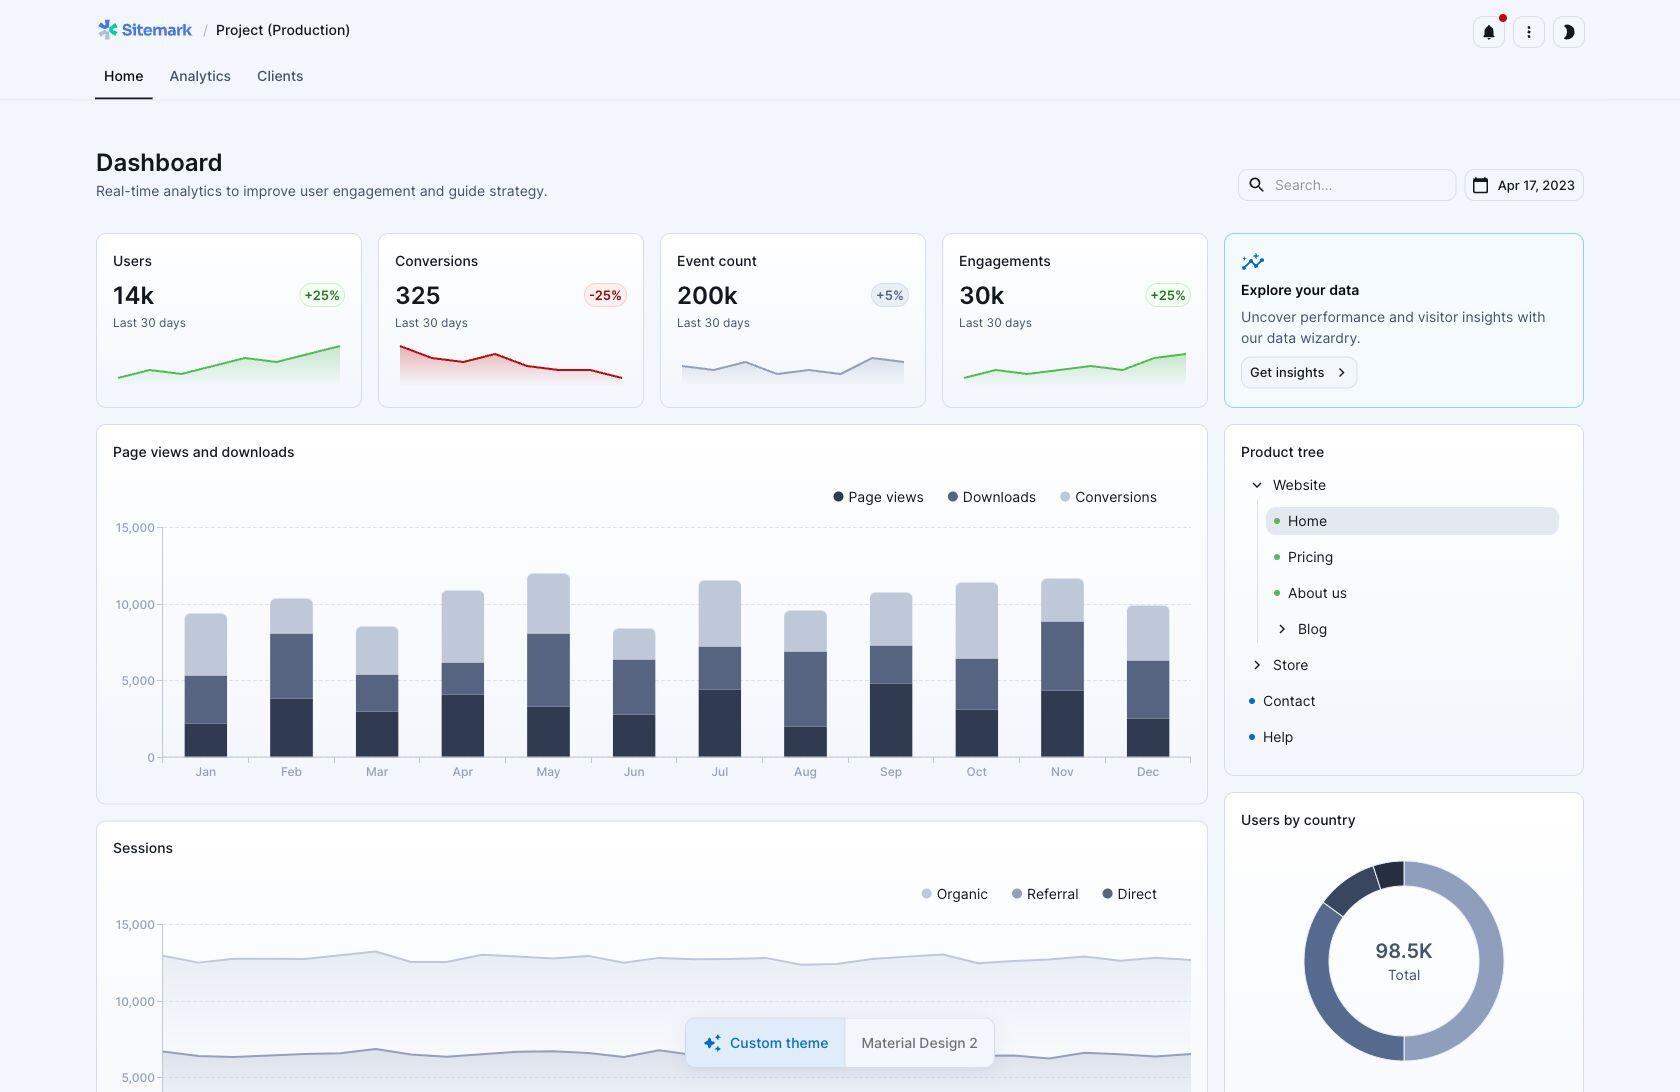 Sitemark / Project (Production)
Home Analytics Clients
Dashboard
Real-time analytics to improve user engagement and guide strategy.
Search...
Apr 17, 2023
Users
14k +25%
Last 30 days
Conversions
325 -25%
Last 30 days
Event count
200k +5%
Last 30 days
Engagements
30k +25%
Last 30 days
Explore your data
Uncover performance and visitor insights with
our data wizardry.
Get insights
Page views and downloads
Page views Downloads Conversions
15,000
10,000
5,000
0
Jan Feb Mar Apr May Jun Jul Aug Sep Oct Nov Dec
Product tree
Website
Home
Pricing
About us
Blog
Store
Contact
Help
Sessions
Organic Referral Direct
15,000
10,000
5,000
Users by country
98.5K
Total
Custom theme Material Design 2